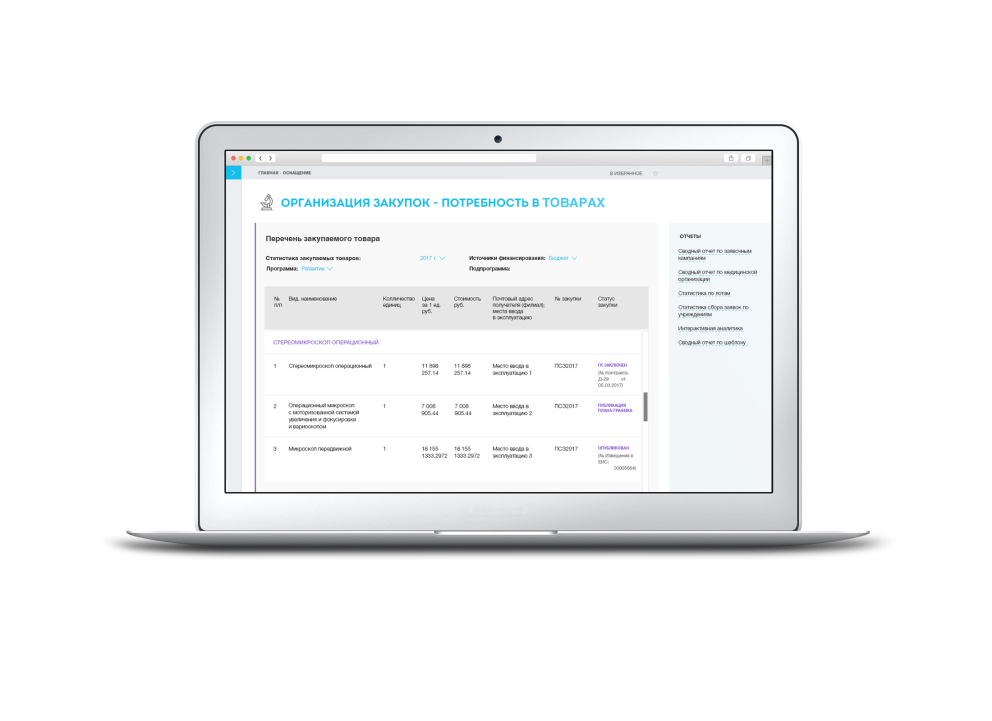 ГЛАВНАЯ · ОСНАЩЕНИЕ
В ИЗБРАННОЕ
ОРГАНИЗАЦИЯ ЗАКУПОК - ПОТРЕБНОСТЬ В ТОВАРАХ
Перечень закупаемого товара
Статистика закупаемых товаров: 2017 г.
Источники финансирования: Бюджет
Программа: Развитие
Подпрограмма:
№ Вид, наименование Колличество Цена Стоимость Почтовый адрес № закупки Статус
п/п единиц за 1 ед. руб. получателя (филиал), закупки
руб. места ввода
в эксплуатацию
СТЕРЕОМИКРОСКОП ОПЕРАЦИОННЫЙ
1 Стереомикроскоп операционный 1 11 898 11 898 Место ввода в ПСЭ2017 ГК ЗАКЛЮЧЕН
257.14 257.14 эксплуатацию 1
(№ Контракта:
Д-29 от
05.03.2017)
2 Операционный микроскоп 1 7 008 7 008 Место ввода в ПСЭ2017 ПУБЛИКАЦИЯ
с моторизованной системой 905.44 905.44 эксплуатацию 2 ПЛАНА-ГРАФИКА
увеличения и фокусировки
и вариоскопом
3 Микроскоп передвижной 1 18 155 18 155 Место ввода в ПСЭ2017 ОПУБЛИКОВАН
1333.2972 1333.2972 эксплуатацию 3
(№ Извещения в
ЕИС:
ОТЧЕТЫ
Сводный отчет по заявочным
кампаниям
Сводный отчет по медицинской
организации
Статистика по лотам
Статистика сбора заявок по
учреждениям
Интерактивная аналитика
Сводный отчет по шаблону